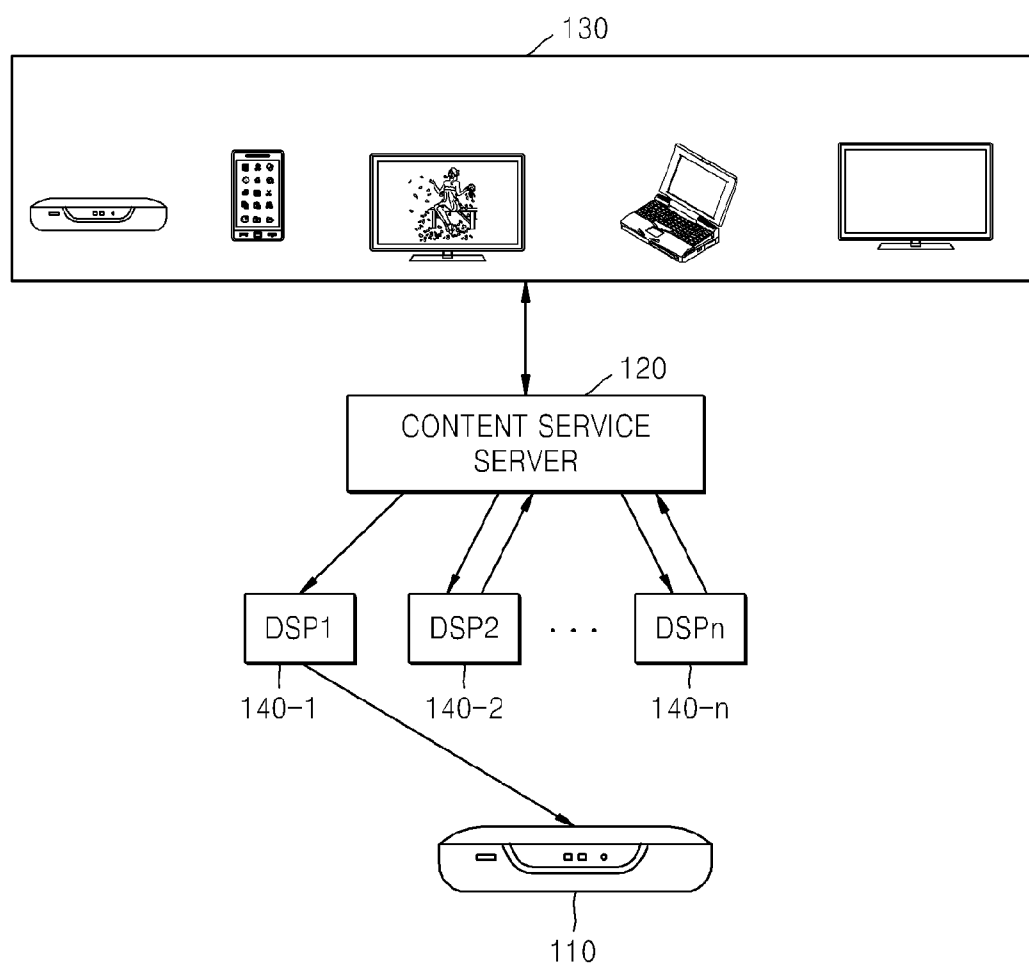 130
120
CONTENT SERVICE
SERVER
DSP1
DSP2
. . .
DSPn
140-1
140-2
140-n
110